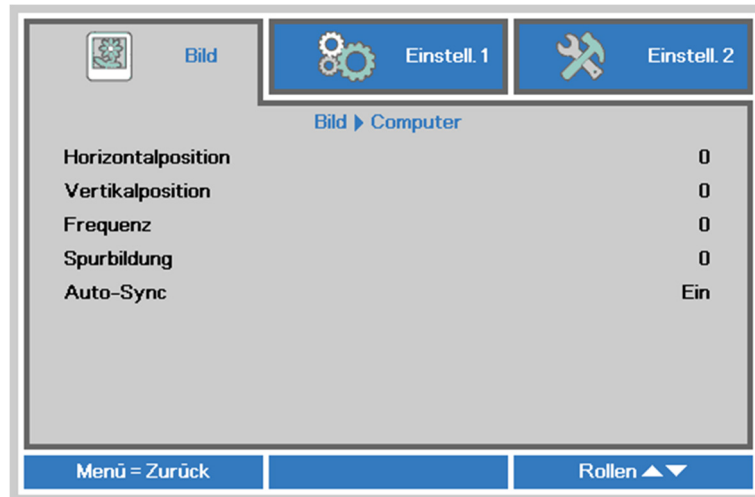 Bild Einstell. 1 Einstell. 2
Bild ▶ Computer
Horizontalposition 0
Vertikalposition 0
Frequenz 0
Spurbildung 0
Auto-Sync Ein
Menü = Zurück Rollen ▲▼